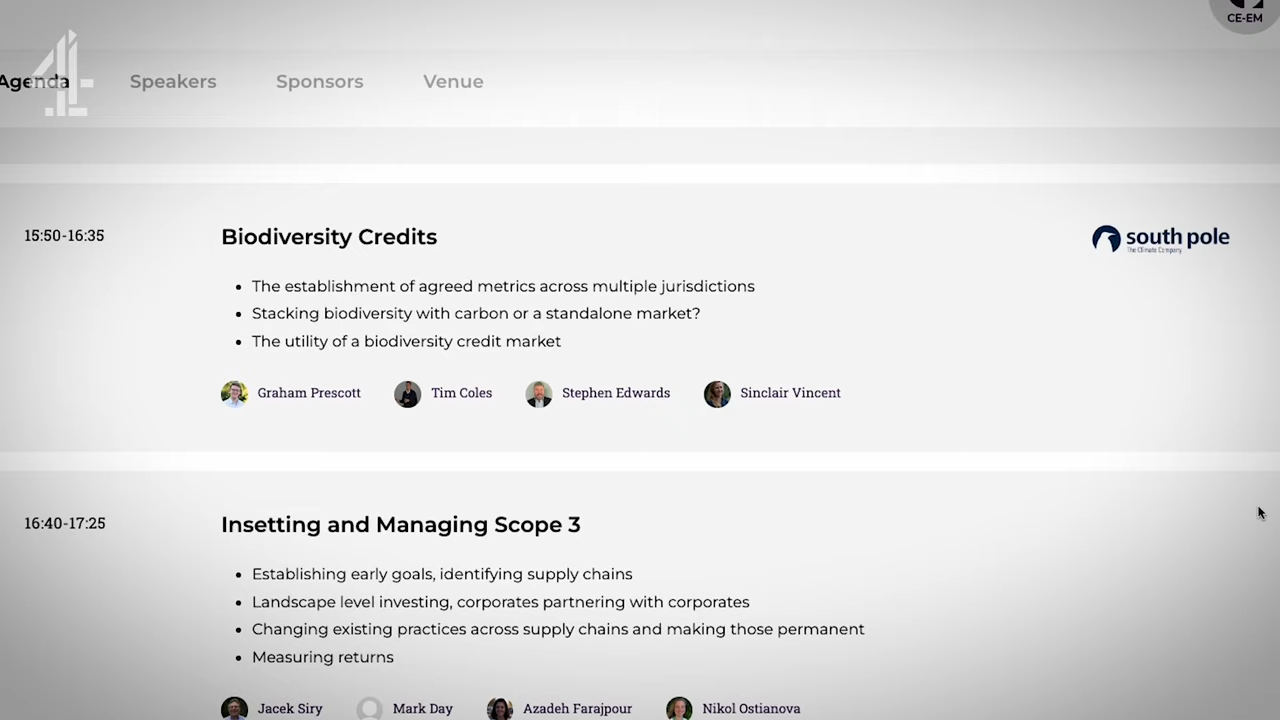 CE-EM
Agenda
Speakers
Sponsors
Venue
15:50-16:35
Biodiversity Credits
south pole
The Climate Company
The establishment of agreed metrics across multiple jurisdictions
Stacking biodiversity with carbon or a standalone market?
The utility of a biodiversity credit market
Graham Prescott
Tim Coles
Stephen Edwards
Sinclair Vincent
16:40-17:25
Insetting and Managing Scope 3
Establishing early goals, identifying supply chains
Landscape level investing, corporates partnering with corporates
Changing existing practices across supply chains and making those permanent
Measuring returns
Jacek Siry
Mark Day
Azadeh Farajpour
Nikol Ostianova